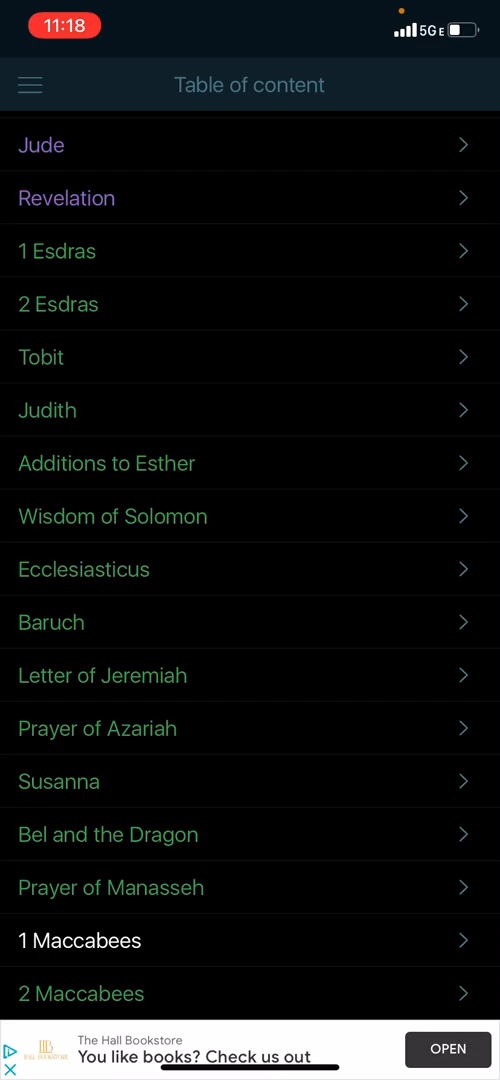 11:18
5G E
Table of content
Jude
Revelation
1 Esdras
2 Esdras
Tobit
Judith
Additions to Esther
Wisdom of Solomon
Ecclesiasticus
Baruch
Letter of Jeremiah
Prayer of Azariah
Susanna
Bel and the Dragon
Prayer of Manasseh
1 Maccabees
2 Maccabees
The Hall Bookstore
HALL BOOKSTORE
You like books? Check us out
OPEN